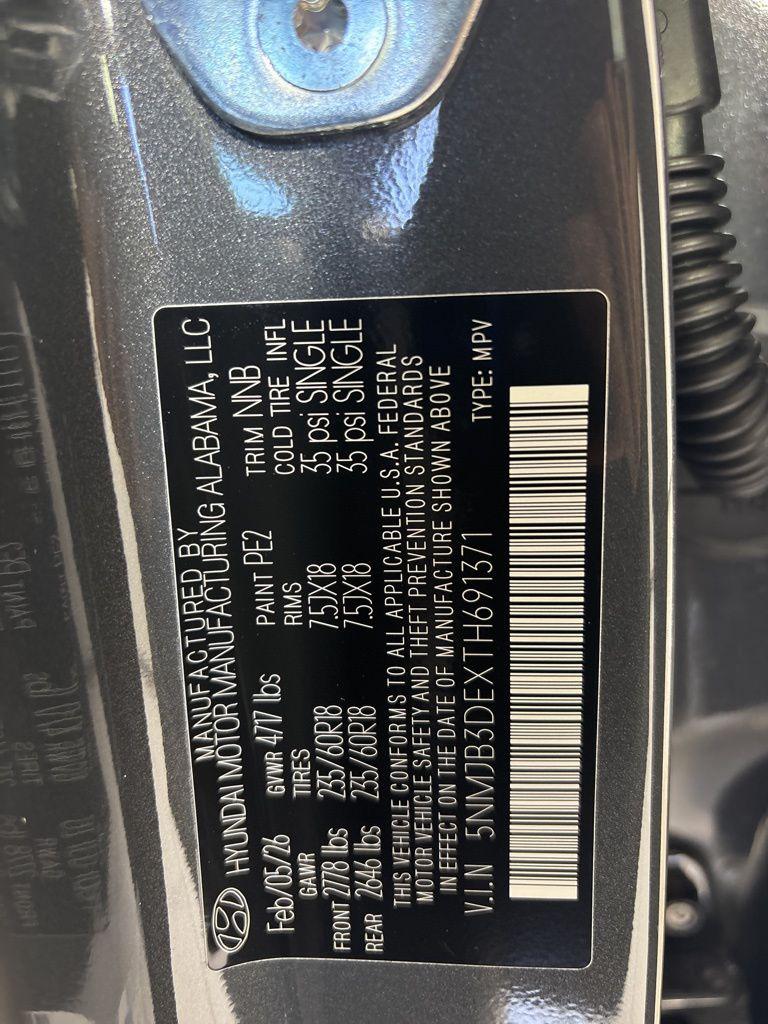 MANUFACTURED BY
HYUNDAI MOTOR MANUFACTURING ALABAMA, LLC
Feb/05/26 GVWR 4717 lbs PAINT PE2 TRIM NNB
GAWR TIRES RIMS COLD TIRE INFL
FRONT 2778 lbs 235/60R18 7.5JX18 35 psi SINGLE
REAR 2646 lbs 235/60R18 7.5JX18 35 psi SINGLE
THIS VEHICLE CONFORMS TO ALL APPLICABLE U.S.A. FEDERAL
MOTOR VEHICLE SAFETY AND THEFT PREVENTION STANDARDS
IN EFFECT ON THE DATE OF MANUFACTURE SHOWN ABOVE
V.I.N 5NMJB3DEXTH691371 TYPE: MPV